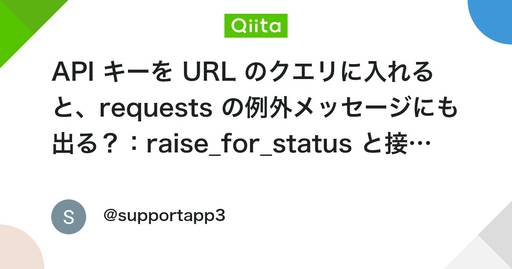 Qiita
API キーを URL のクエリに入れる
と、requests の例外メッセージにも
出る？：raise_for_status と接…
S
@supportapp3